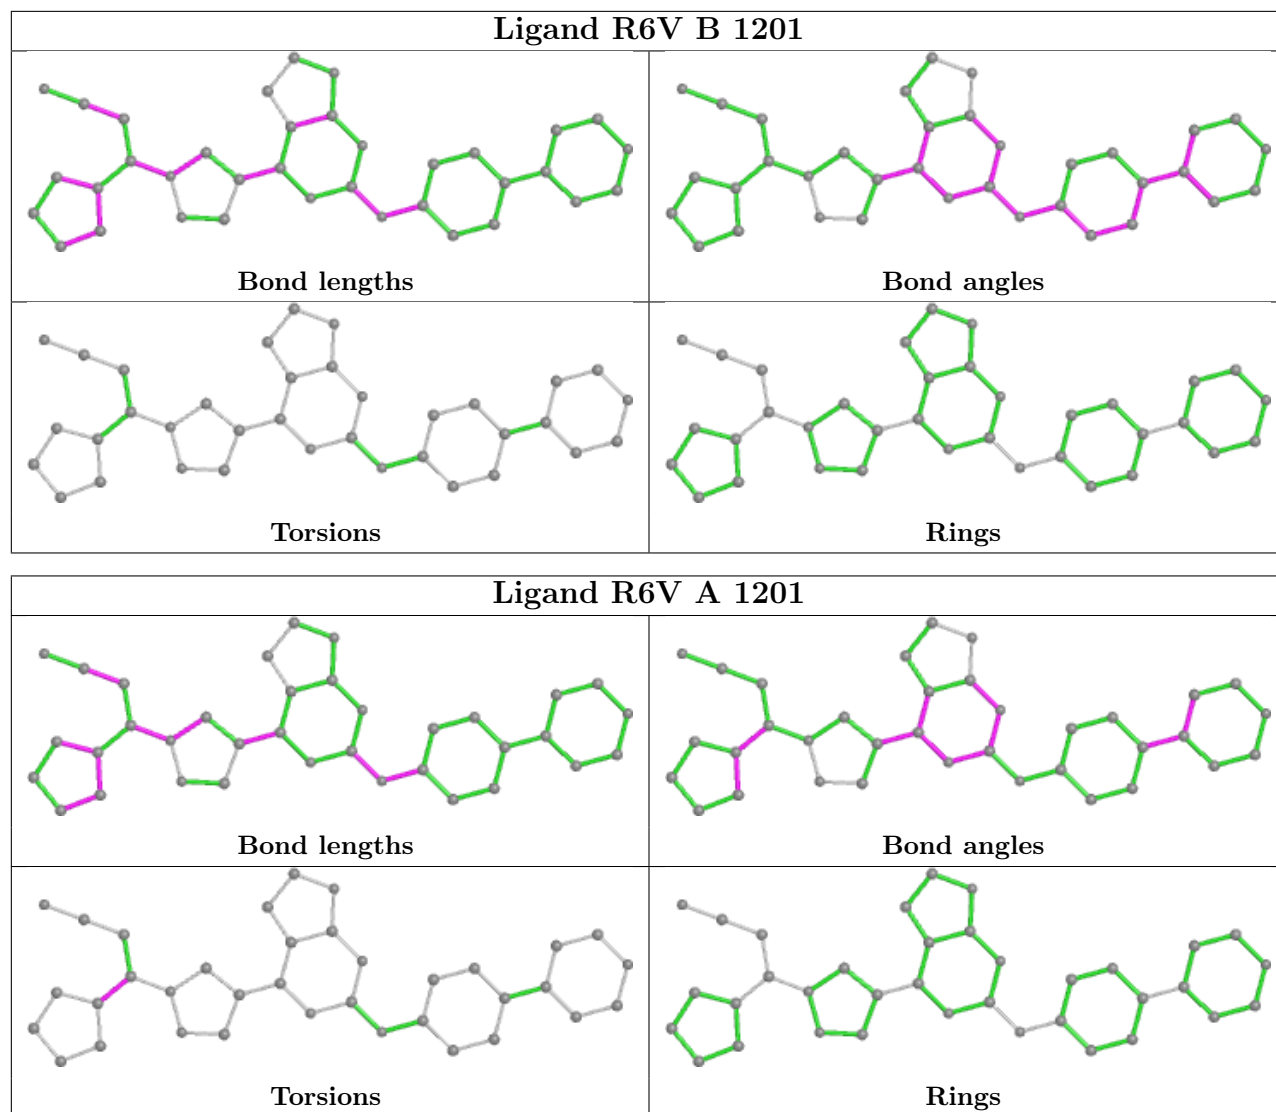 Ligand R6V B 1201
Bond lengths
Bond angles
Torsions
Rings
Ligand R6V A 1201
Bond lengths
Bond angles
Torsions
Rings